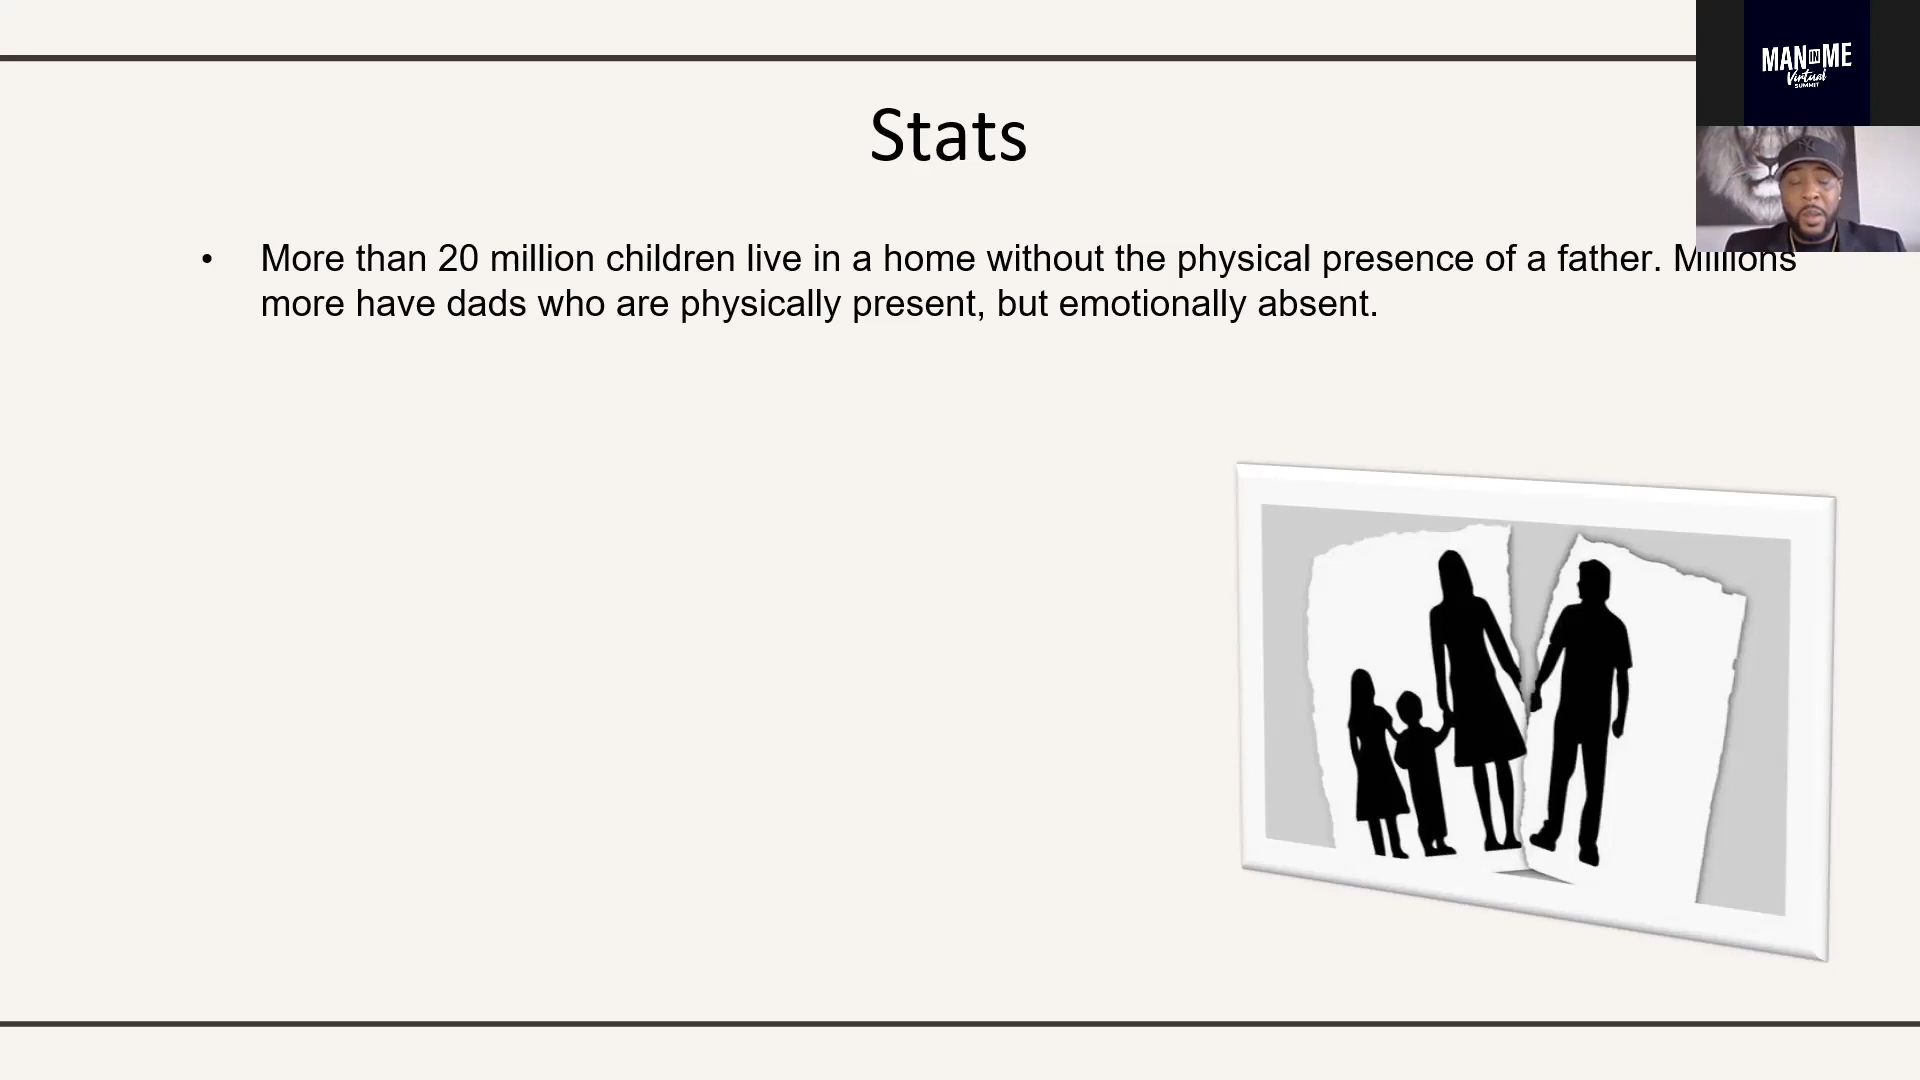 MAN IN ME
Virtual
SUMMIT
Stats
• More than 20 million children live in a home without the physical presence of a father. Millions
more have dads who are physically present, but emotionally absent.